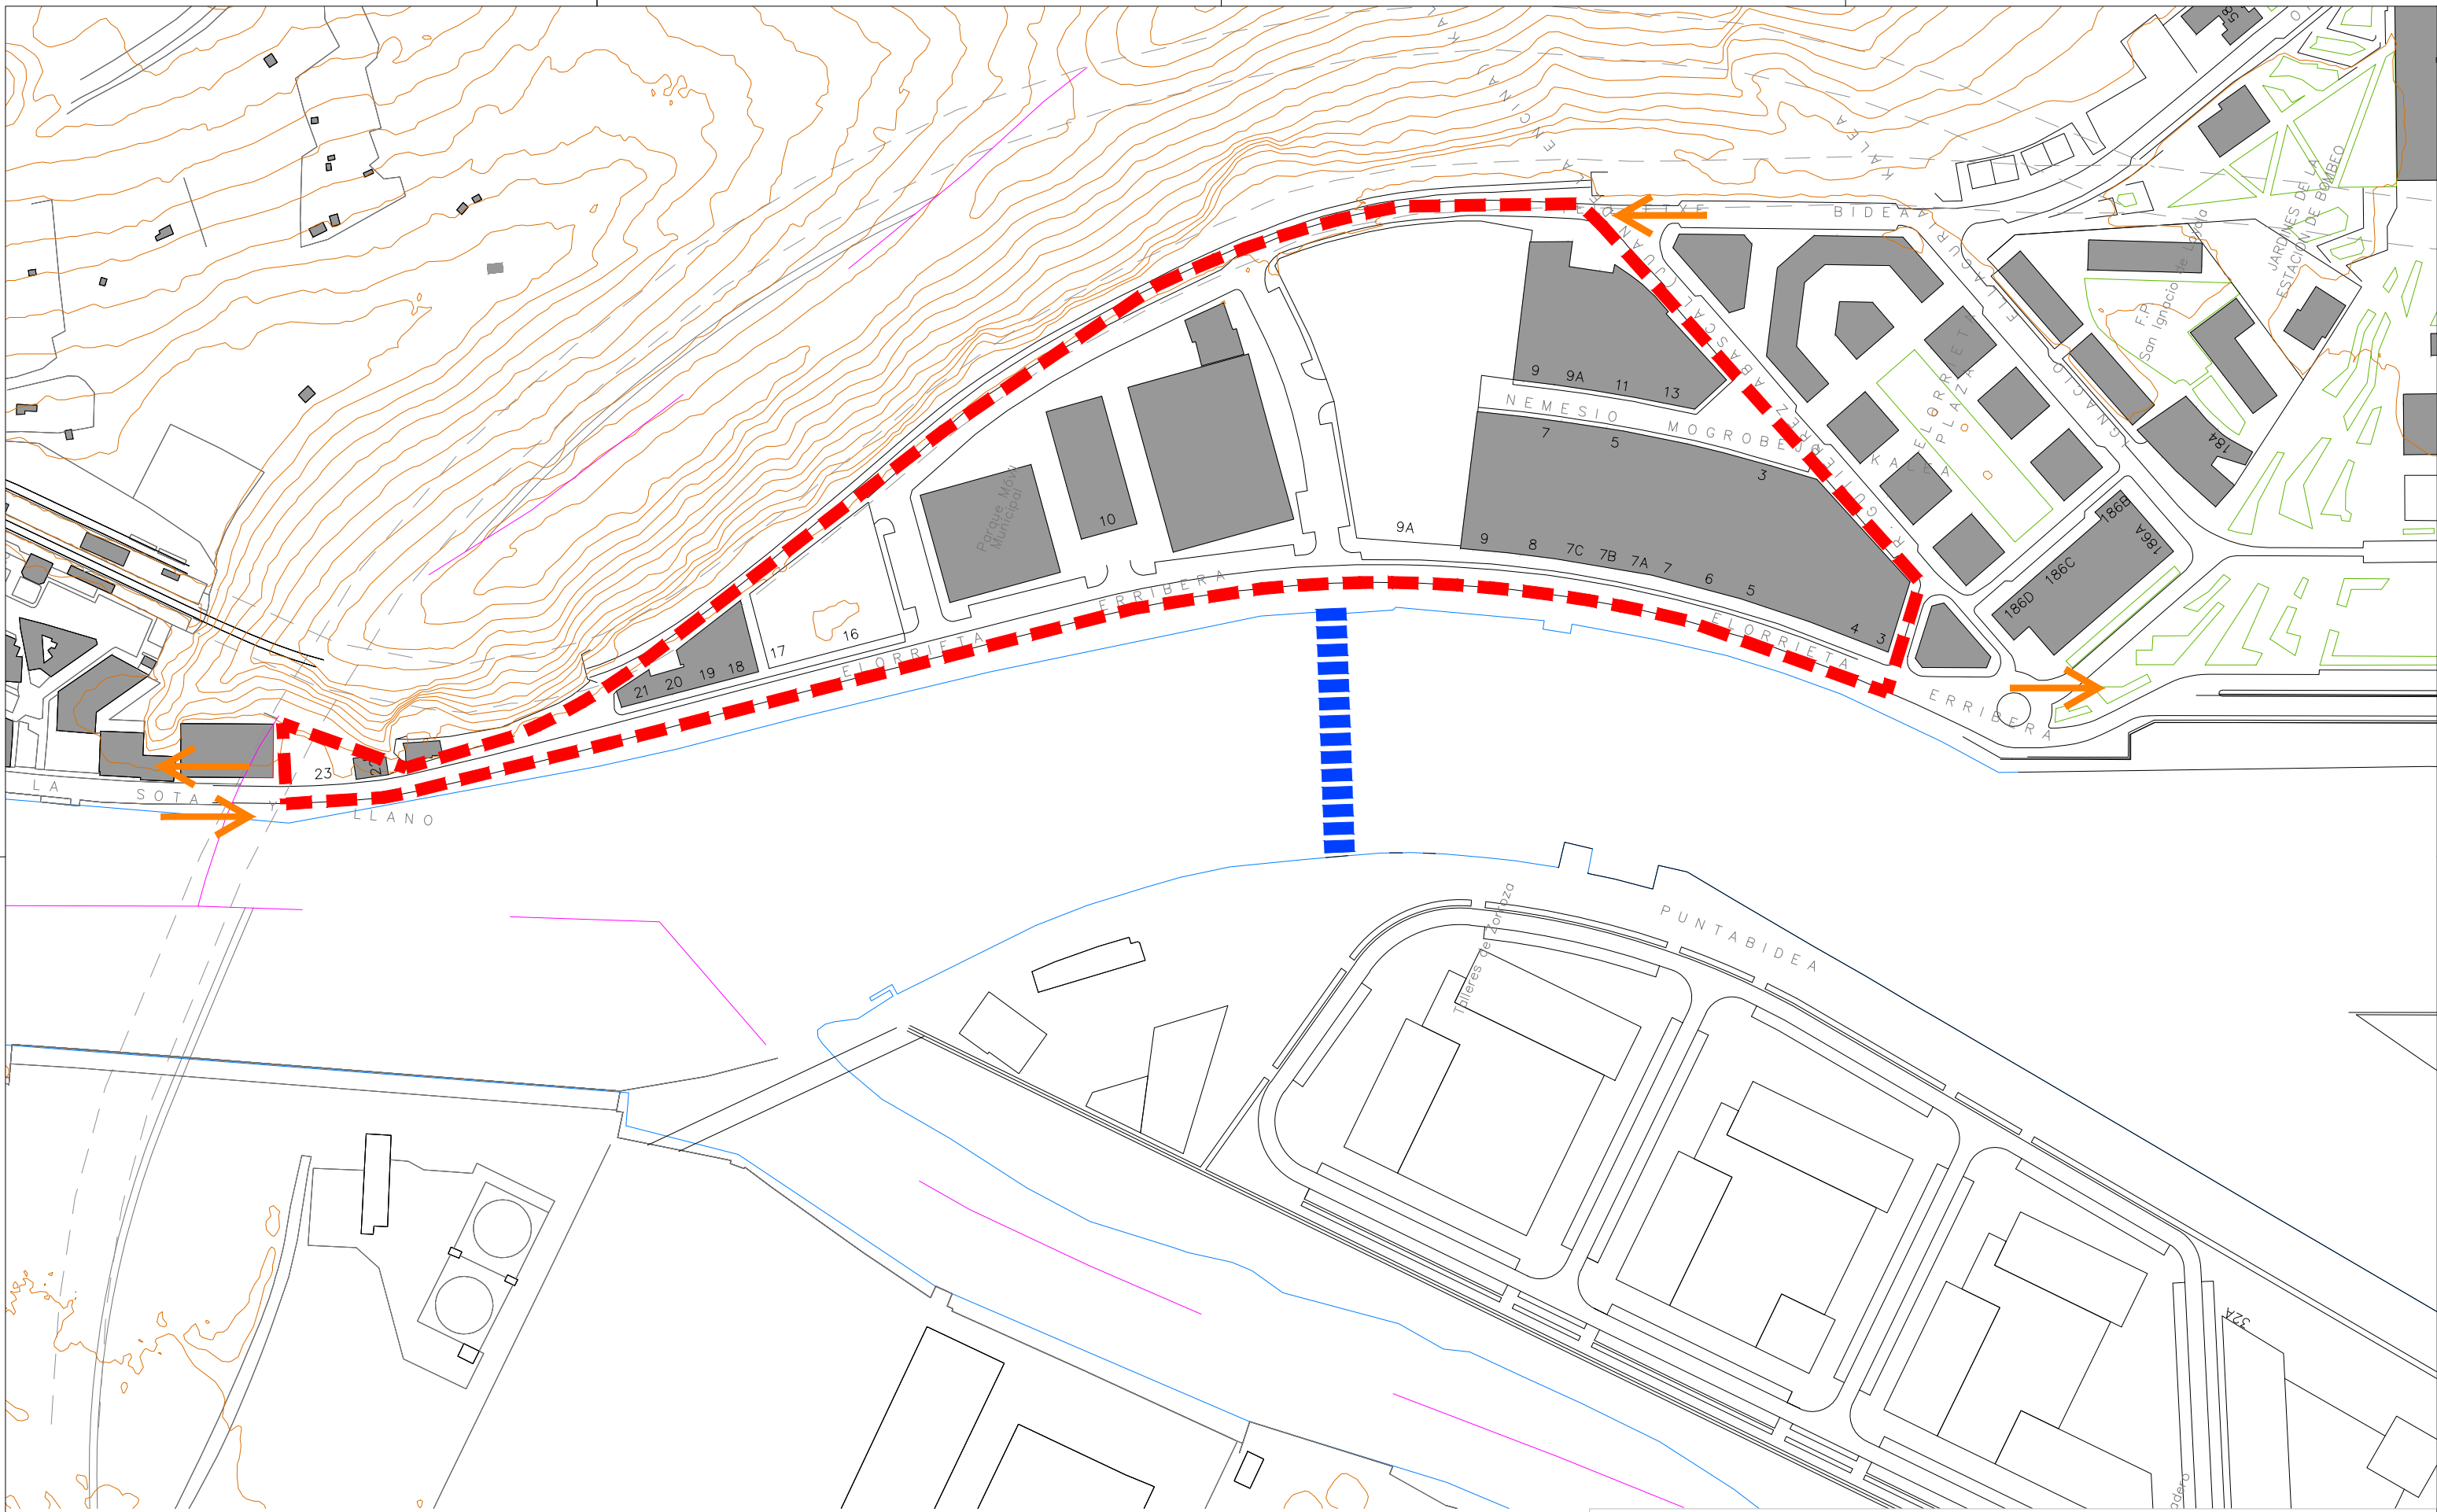 BIDEA
JARDINES DE LA
ESTACIÓN DE BOMBEO
F.P.
San Ignacio de Loyola
9 9A 11 13
NEMESIO
7 5 3
ELORRIETA
PLAZA
KALEA
184
Parque Móvil
Municipal
10
9A
9 8 7C 7B 7A 7 6 5 4 3
186B
186A
186C
186D
ERRIBERA
ELORRIETA
16
17
21 20 19 18
ELORRIETA
ERRIBERA
23
LA SOTA Y
LLANO
PUNTABIDEA
Talleres de Zorroza
32A